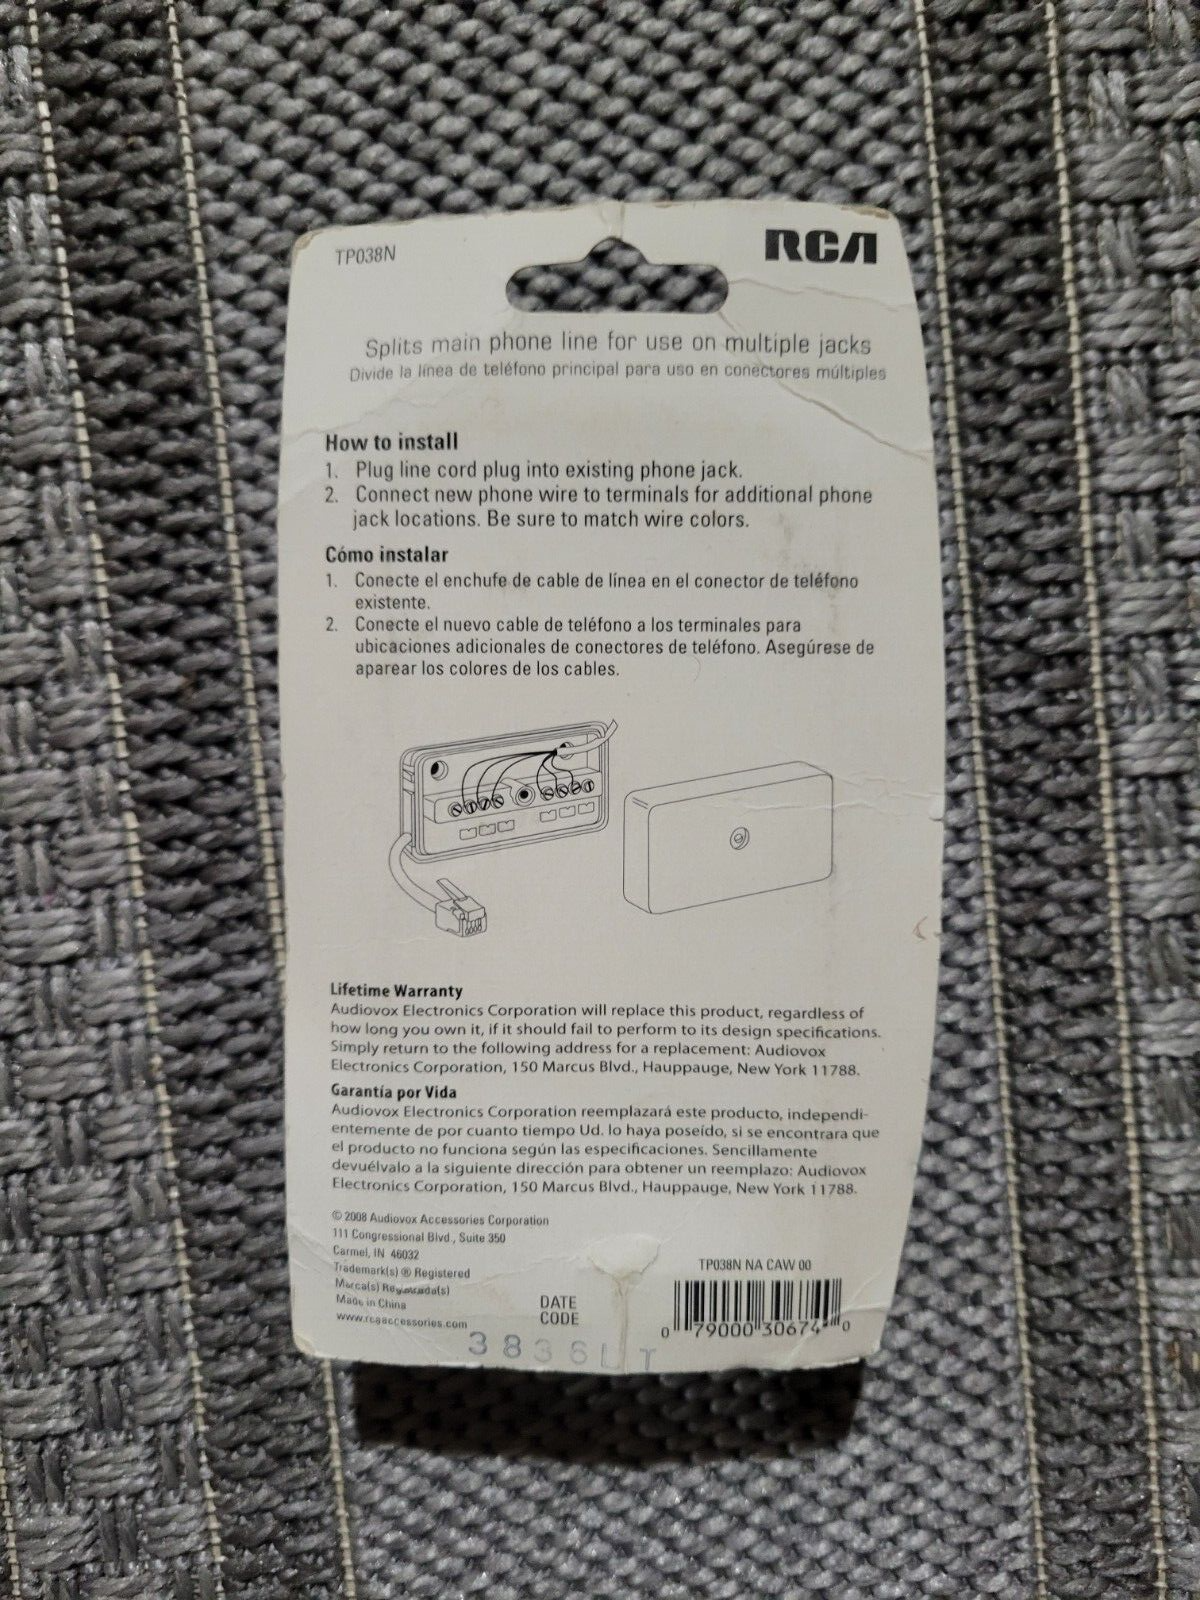 TP038N
RCA
Splits main phone line for use on multiple jacks
Divide la línea de teléfono principal para uso en conectores múltiples
How to install
1. Plug line cord plug into existing phone jack.
2. Connect new phone wire to terminals for additional phone
jack locations. Be sure to match wire colors.
Cómo instalar
1. Conecte el enchufe de cable de línea en el conector de teléfono
existente.
2. Conecte el nuevo cable de teléfono a los terminales para
ubicaciones adicionales de conectores de teléfono. Asegúrese de
aparear los colores de los cables.
Lifetime Warranty
Audiovox Electronics Corporation will replace this product, regardless of
how long you own it, if it should fail to perform to its design specifications.
Simply return to the following address for a replacement: Audiovox
Electronics Corporation, 150 Marcus Blvd., Hauppauge, New York 11788.
Garantía por Vida
Audiovox Electronics Corporation reemplazará este producto, independi-
entemente de por cuanto tiempo Ud. lo haya poseído, si se encontrara que
el producto no funciona según las especificaciones. Sencillamente
devuélvalo a la siguiente dirección para obtener un reemplazo: Audiovox
Electronics Corporation, 150 Marcus Blvd., Hauppauge, New York 11788.
© 2008 Audiovox Accessories Corporation
111 Congressional Blvd., Suite 350
Carmel, IN 46032
Trademark(s) ® Registered
Marca(s) Registrada(s)
Made in China
www.rcaaccessories.com
DATE
CODE
3836LT
TP038N NA CAW 00
0 79000 30674 0